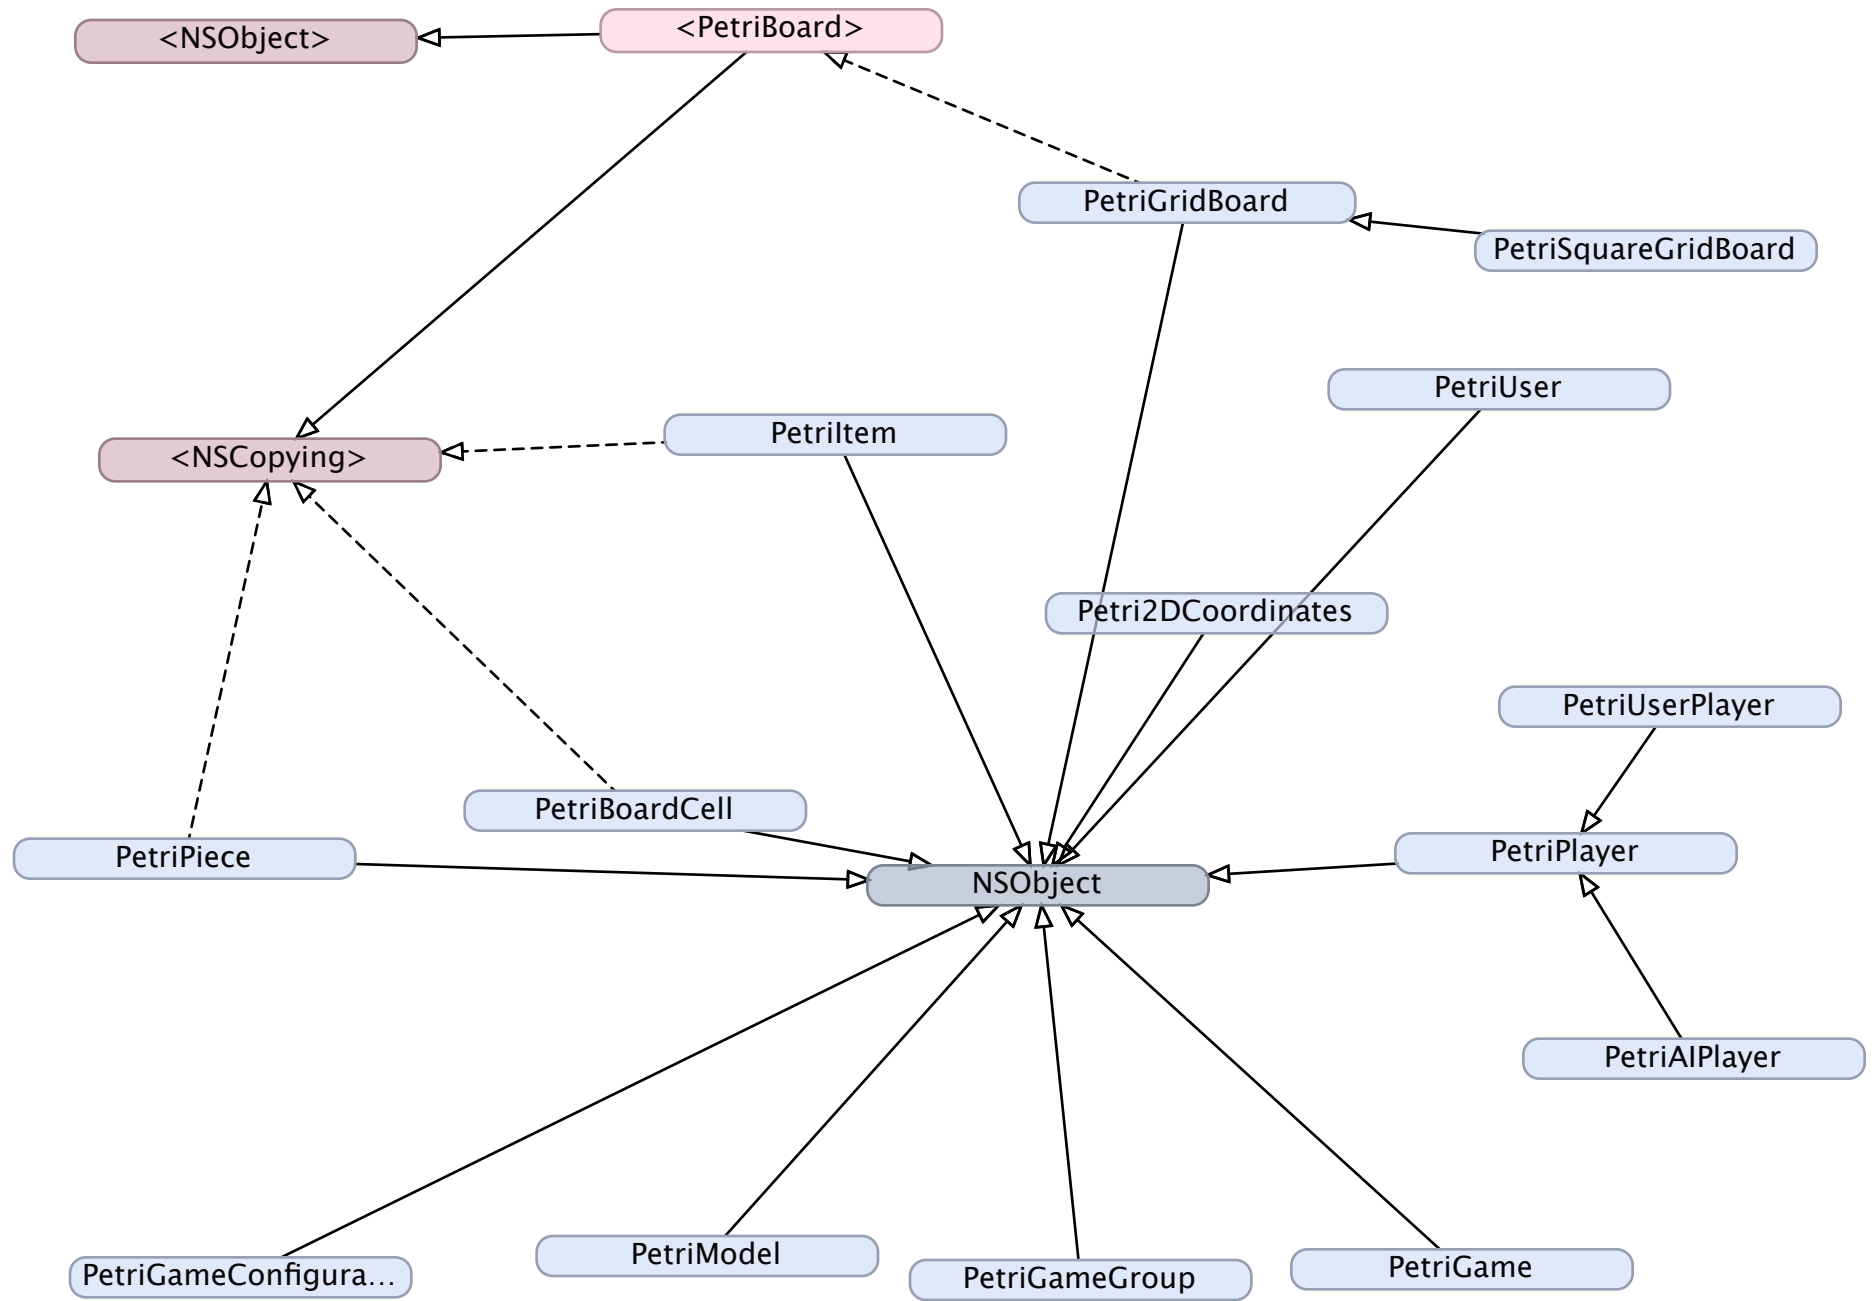 <NSObject>
<PetriBoard>
PetriGridBoard
PetriSquareGridBoard
PetriUser
PetriItem
<NSCopying>
Petri2DCoordinates
PetriUserPlayer
PetriBoardCell
PetriPlayer
PetriPiece
NSObject
PetriAIPlayer
PetriModel
PetriGame
PetriGameConfigura...
PetriGameGroup